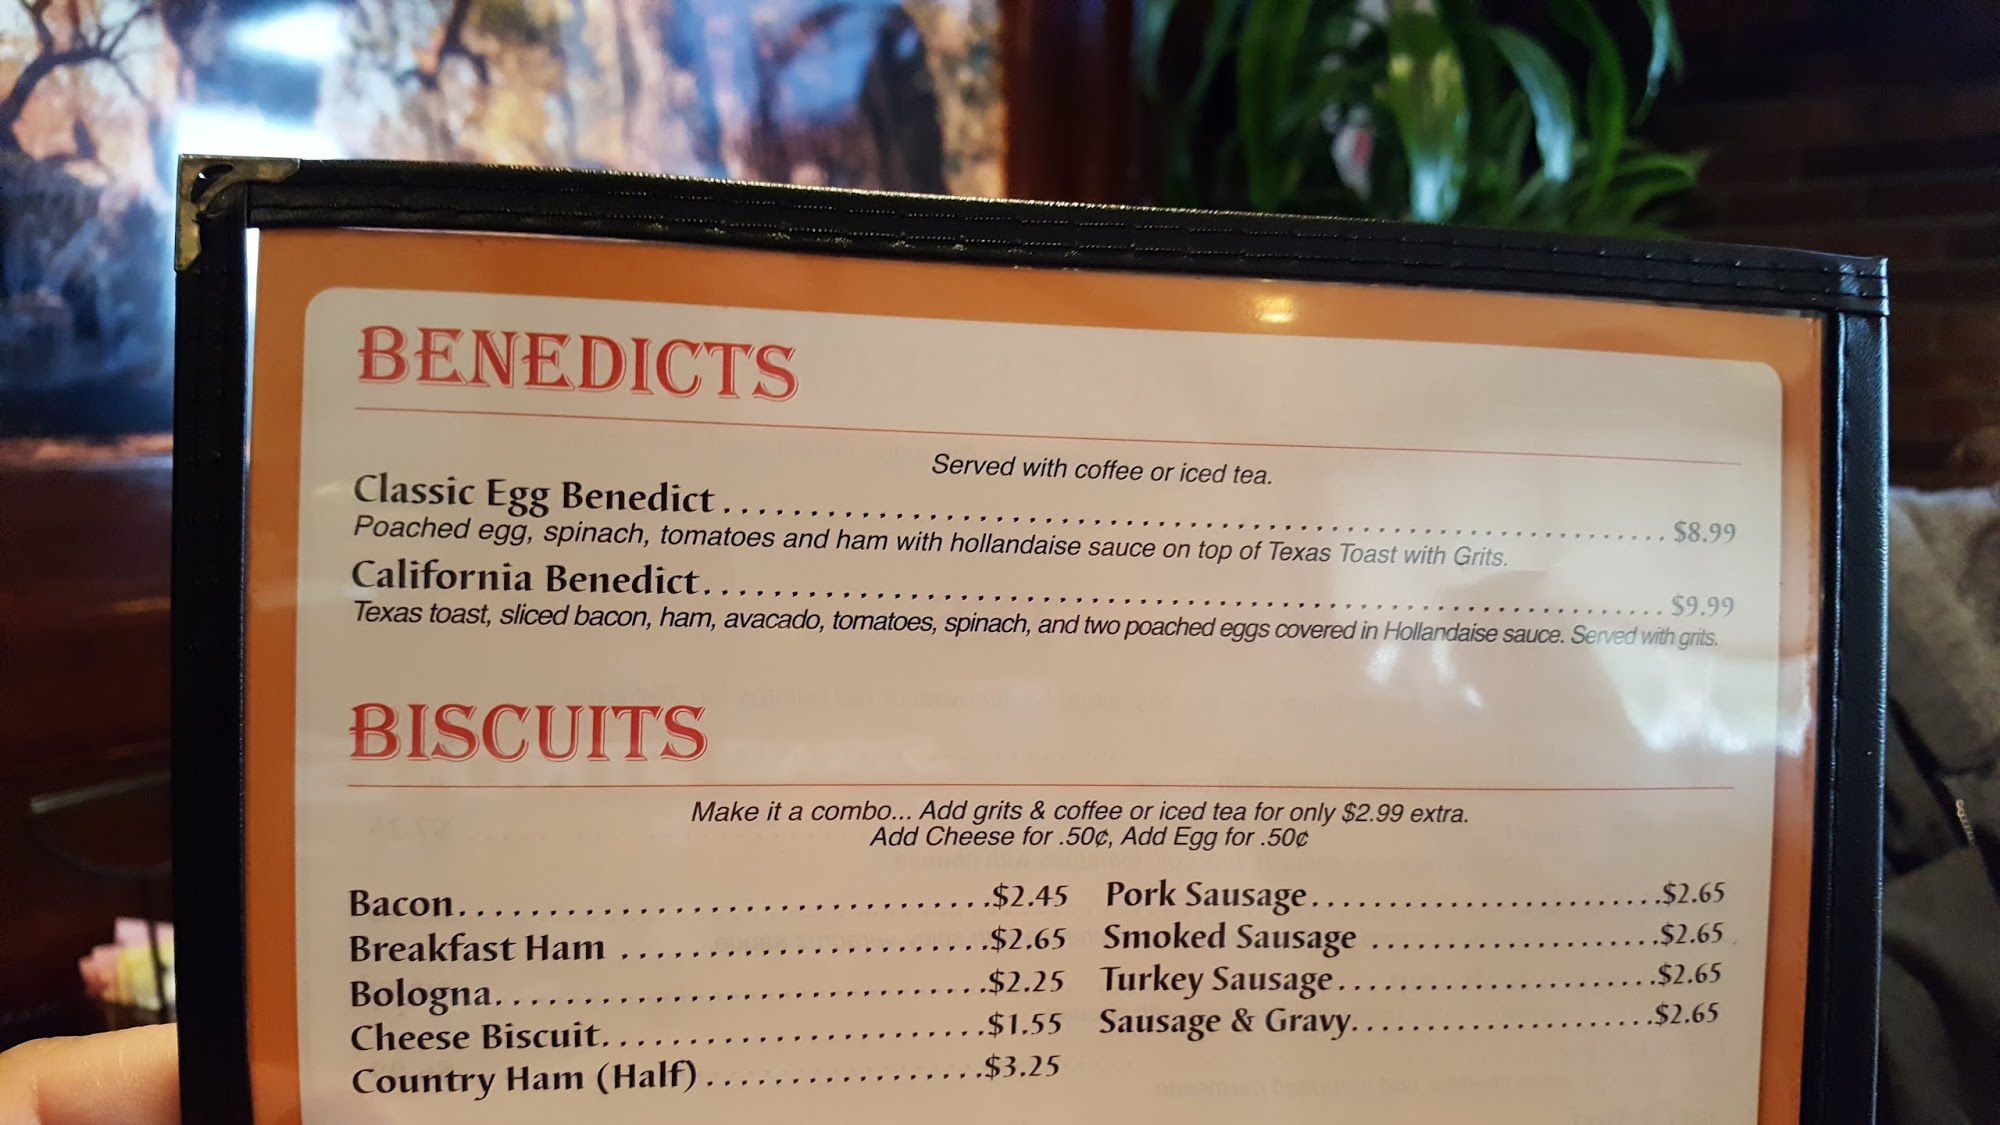 BENEDICTS
Served with coffee or iced tea.
Classic Egg Benedict........................................................$8.99
Poached egg, spinach, tomatoes and ham with hollandaise sauce on top of Texas Toast with Grits.
California Benedict........................................................$9.99
Texas toast, sliced bacon, ham, avacado, tomatoes, spinach, and two poached eggs covered in Hollandaise sauce. Served with grits.
BISCUITS
Make it a combo... Add grits & coffee or iced tea for only $2.99 extra.
Add Cheese for .50¢, Add Egg for .50¢
Bacon..............................$2.45
Breakfast Ham .....................$2.65
Bologna............................$2.25
Cheese Biscuit.....................$1.55
Country Ham (Half).................$3.25
Pork Sausage.......................$2.65
Smoked Sausage ....................$2.65
Turkey Sausage.....................$2.65
Sausage & Gravy....................$2.65